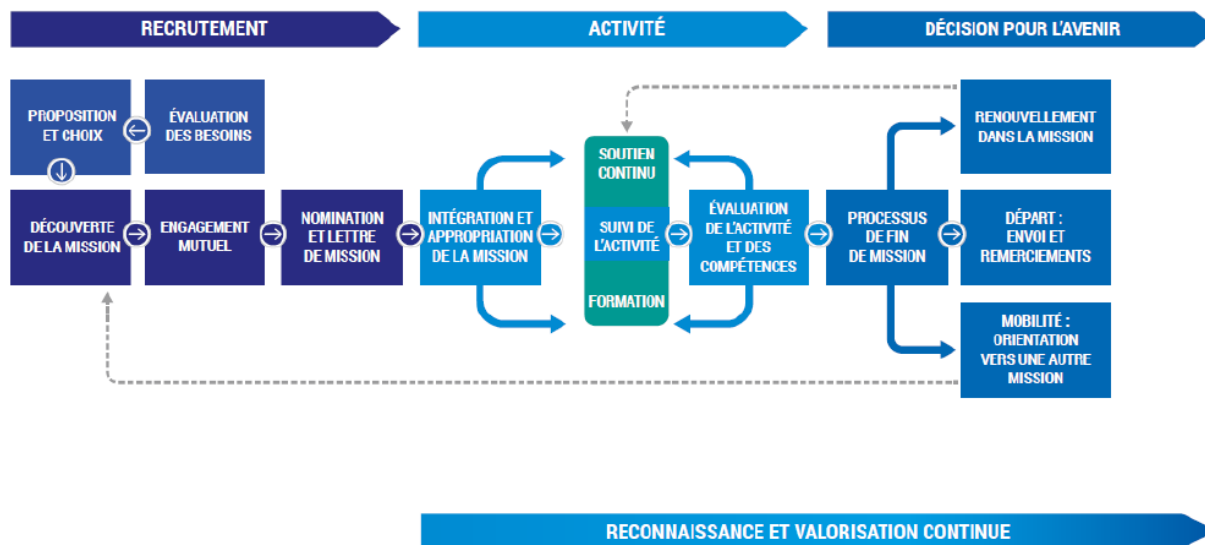 RECRUTEMENT
ACTIVITÉ
DÉCISION POUR L'AVENIR
PROPOSITION
ET CHOIX
ÉVALUATION
DES BESOINS
DÉCOUVERTE
DE LA MISSION
ENGAGEMENT
MUTUEL
NOMINATION
ET LETTRE
DE MISSION
INTÉGRATION ET
APPROPRIATION
DE LA MISSION
SOUTIEN
CONTINU
SUIVI DE
L'ACTIVITÉ
FORMATION
ÉVALUATION
DE L'ACTIVITÉ
ET DES
COMPÉTENCES
PROCESSUS
DE FIN
DE MISSION
RENOUVELLEMENT
DANS LA MISSION
DÉPART :
ENVOI ET
REMERCIEMENTS
MOBILITÉ :
ORIENTATION
VERS UNE AUTRE
MISSION
RECONNAISSANCE ET VALORISATION CONTINUE